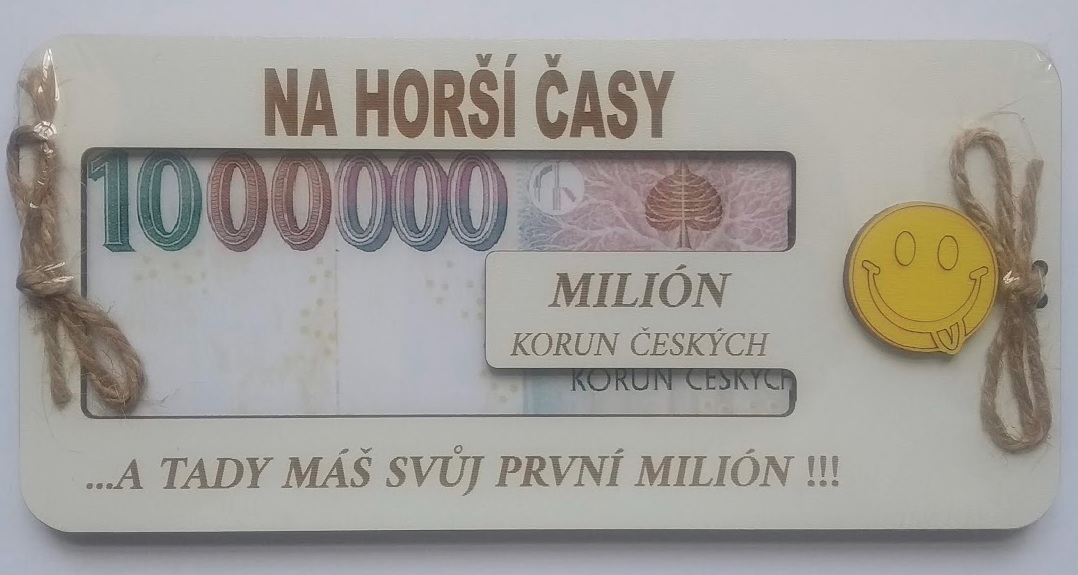 NA HORŠÍ ČASY
1000000
MILIÓN
KORUN ČESKÝCH
KORUN ČESKÝCH
...A TADY MÁŠ SVŮJ PRVNÍ MILIÓN !!!